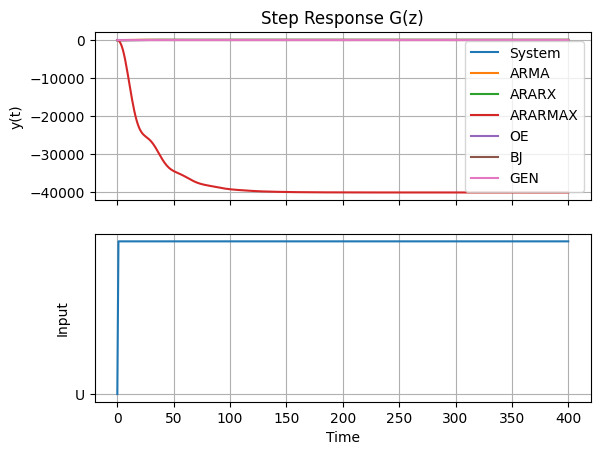 Step Response G(z)
0
−10000
−20000
−30000
−40000
y(t)
System
ARMA
ARARX
ARARMAX
OE
BJ
GEN
Input
U
0 50 100 150 200 250 300 350 400
Time